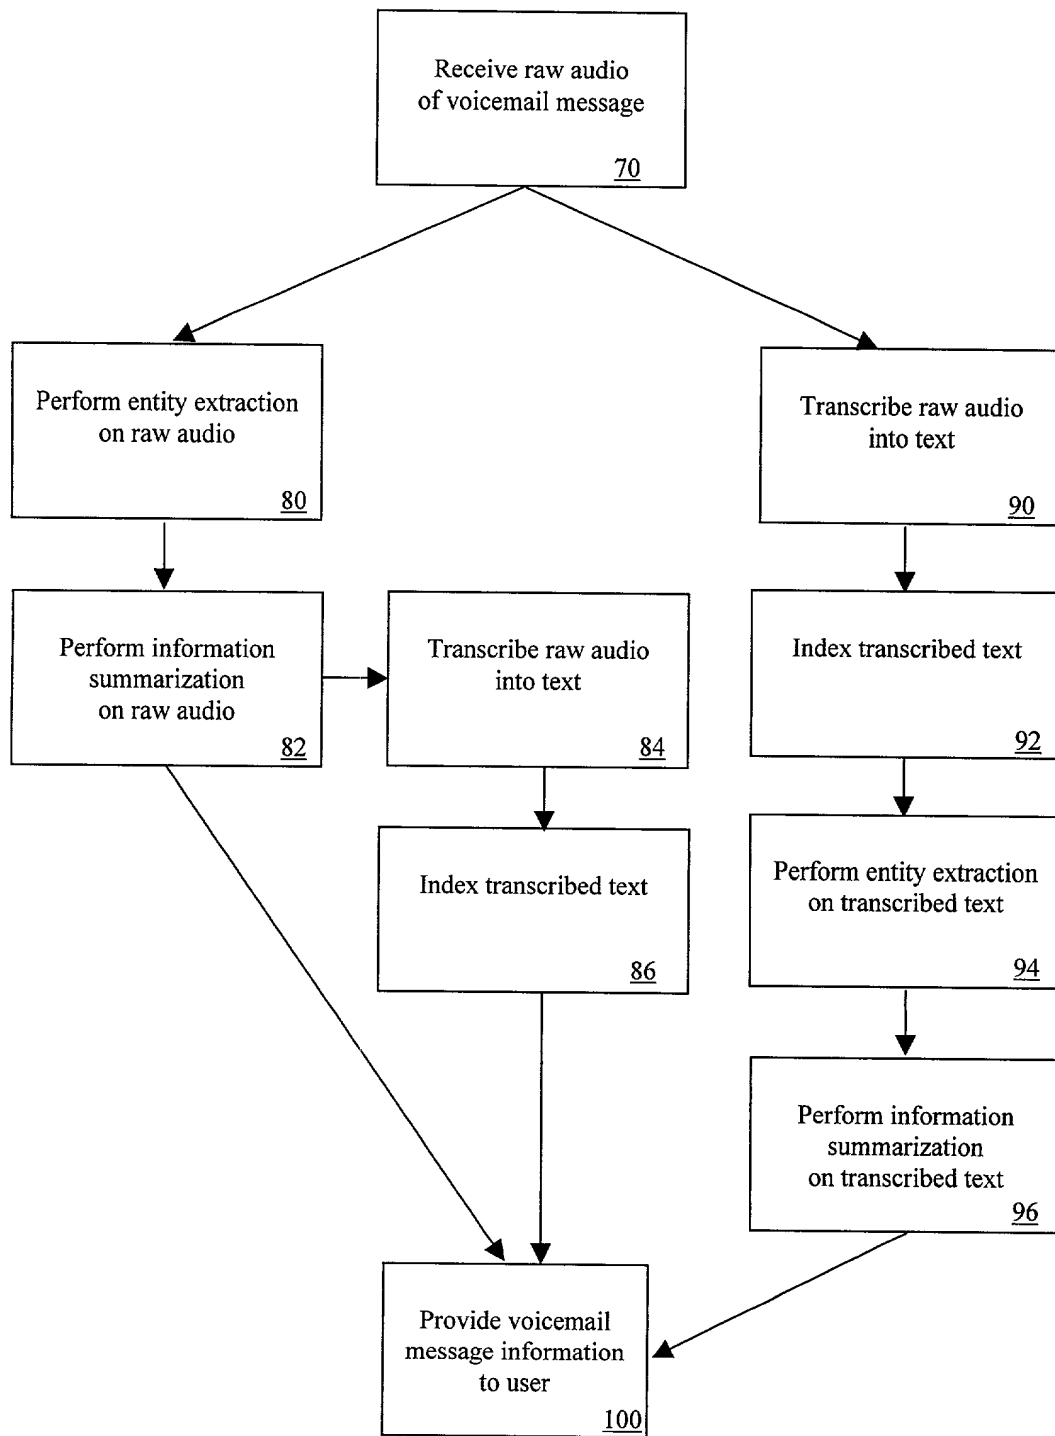 Receive raw audio
of voicemail message
70
Perform entity extraction
on raw audio
80
Transcribe raw audio
into text
90
Perform information
summarization
on raw audio
82
Transcribe raw audio
into text
84
Index transcribed text
92
Index transcribed text
86
Perform entity extraction
on transcribed text
94
Perform information
summarization
on transcribed text
96
Provide voicemail
message information
to user
100